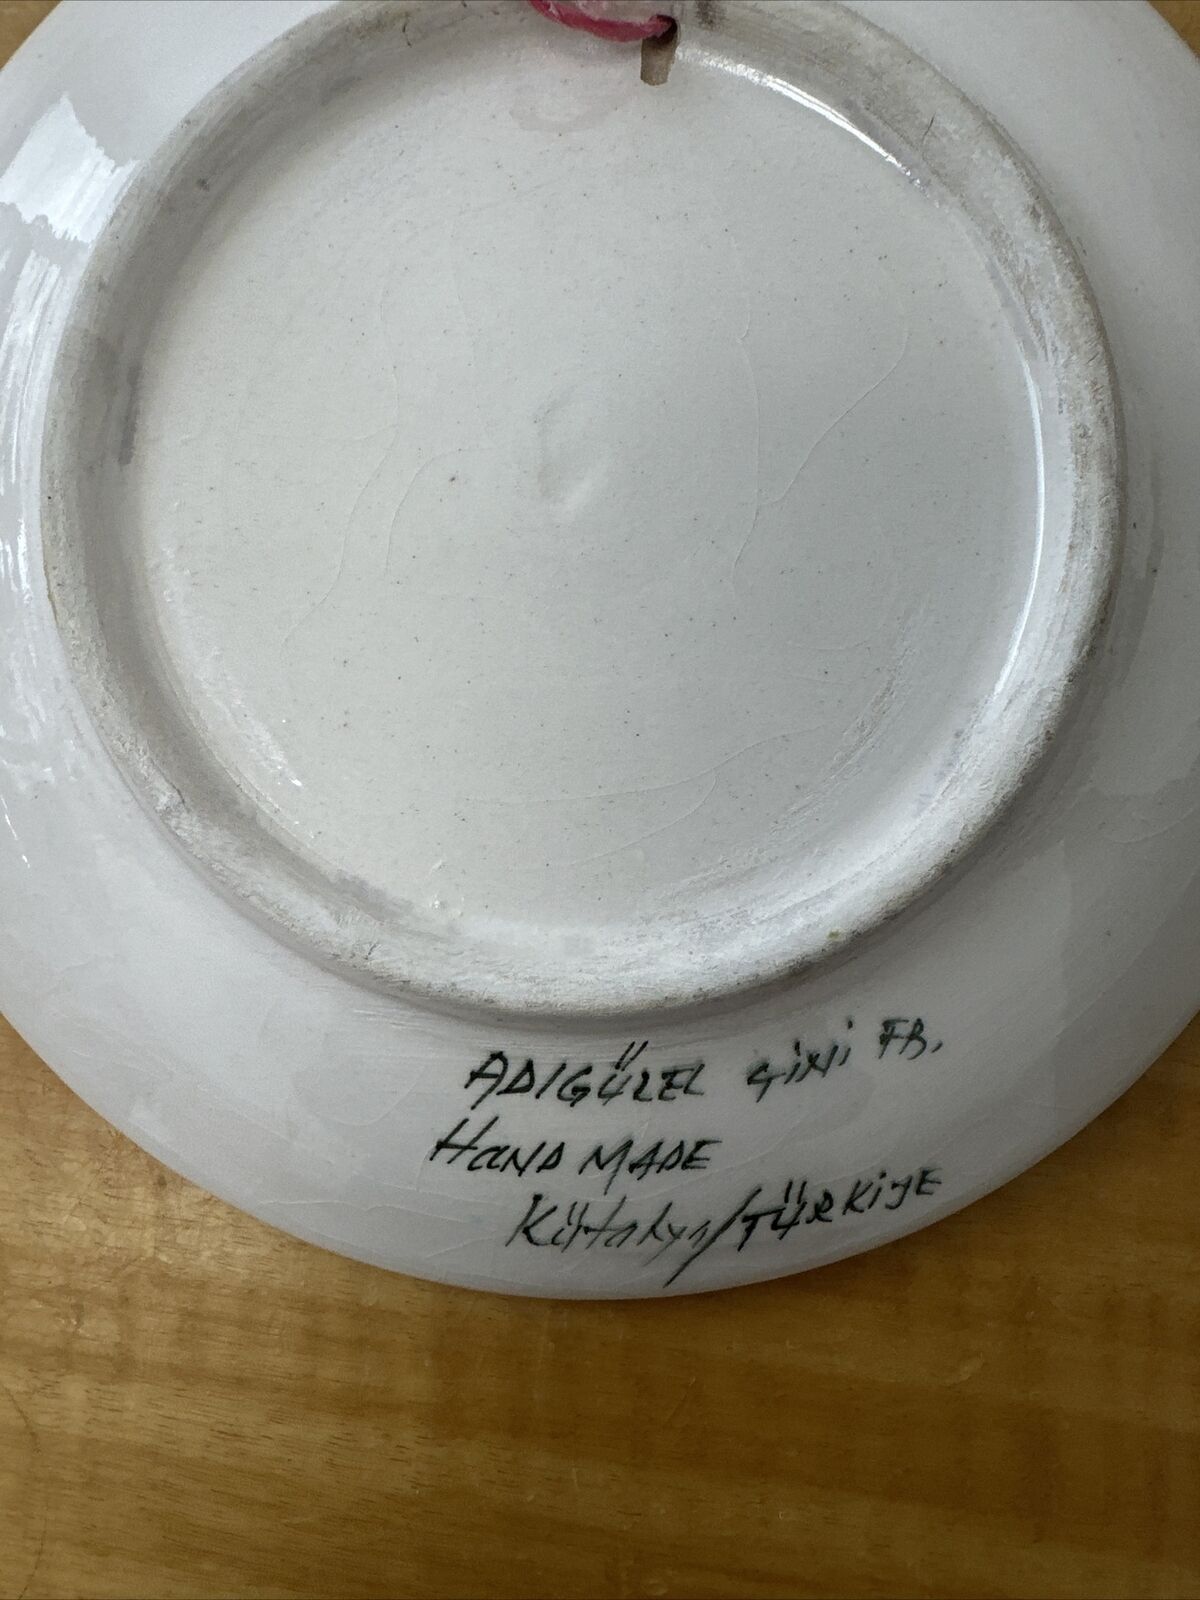 ADIGÜZEL ÇİNİ FB.
HaND MADE
Kütahya/TÜRKİYE